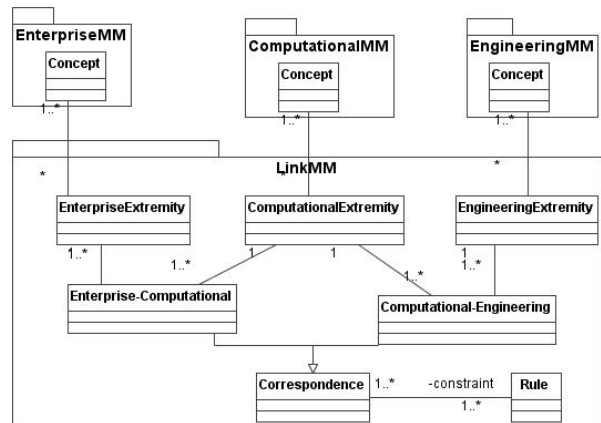 EnterpriseMM
Concept
1..*
ComputationalMM
Concept
1..*
EngineeringMM
Concept
1..*
LinkMM
*
*
*
EnterpriseExtremity
ComputationalExtremity
EngineeringExtremity
1..*
1..*
1
1
1..*
1
1..*
Enterprise-Computational
Computational-Engineering
Correspondence
1..*
-constraint
1..*
Rule